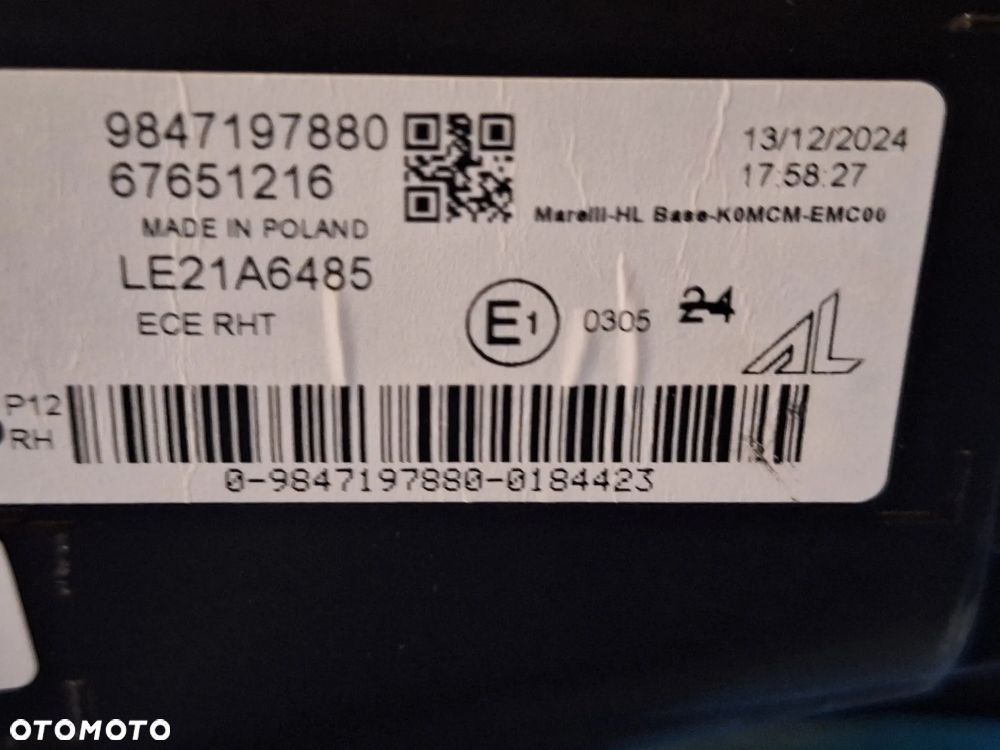 9847197880
67651216
MADE IN POLAND
LE21A6485
ECE RHT
13/12/2024
17:58:27
Marelli-HL Base-K0MCM-EMC00
E1 0305 24
AL
P12
RH
0-9847197880-0184423
OTOMOTO